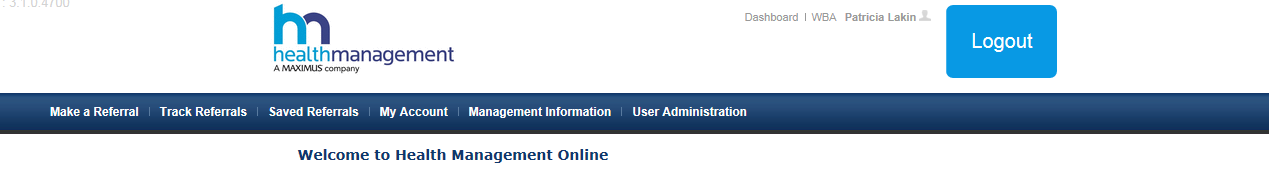 : 3.1.0.4700
hm
healthmanagement
A MAXIMUS company
Dashboard | WBA Patricia Lakin
Logout
Make a Referral | Track Referrals | Saved Referrals | My Account | Management Information | User Administration
Welcome to Health Management Online